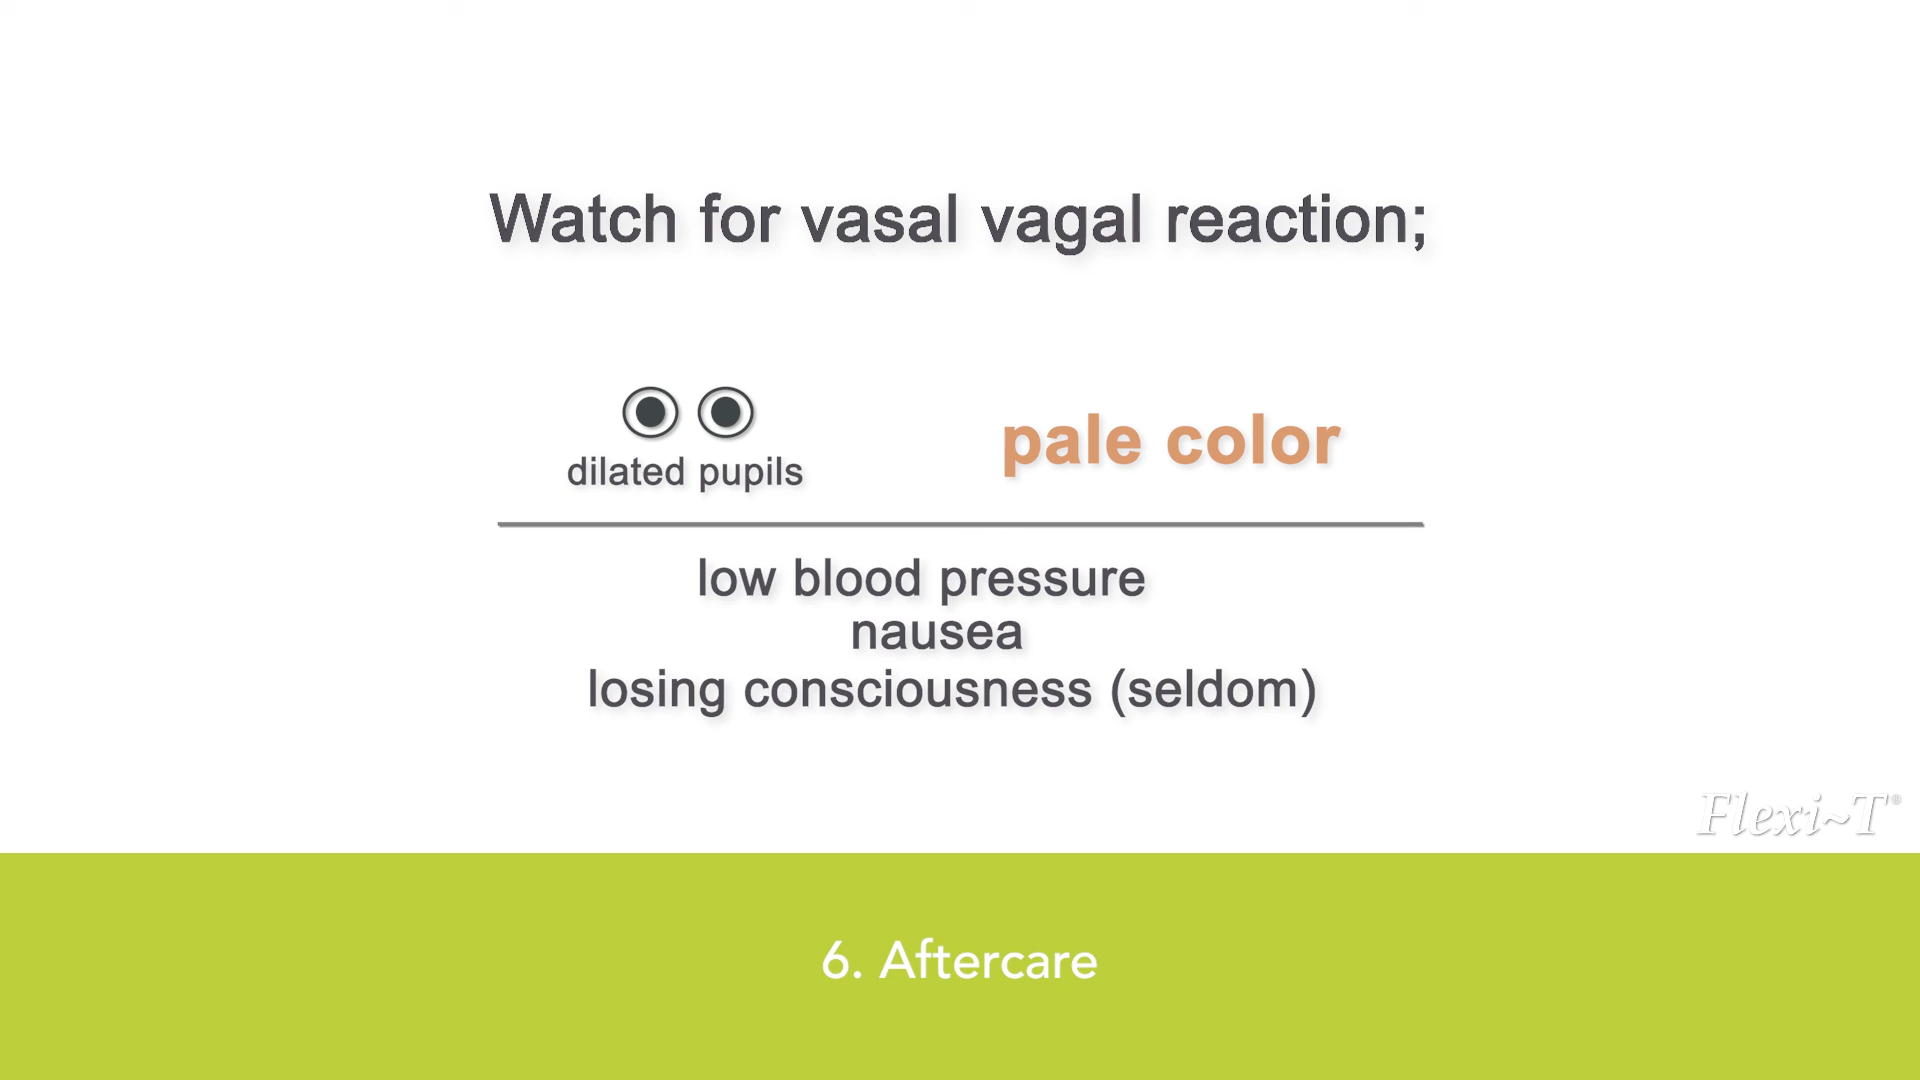 Watch for vasal vagal reaction;
dilated pupils
pale color
low blood pressure
nausea
losing consciousness (seldom)
Flexi~T®
6. Aftercare